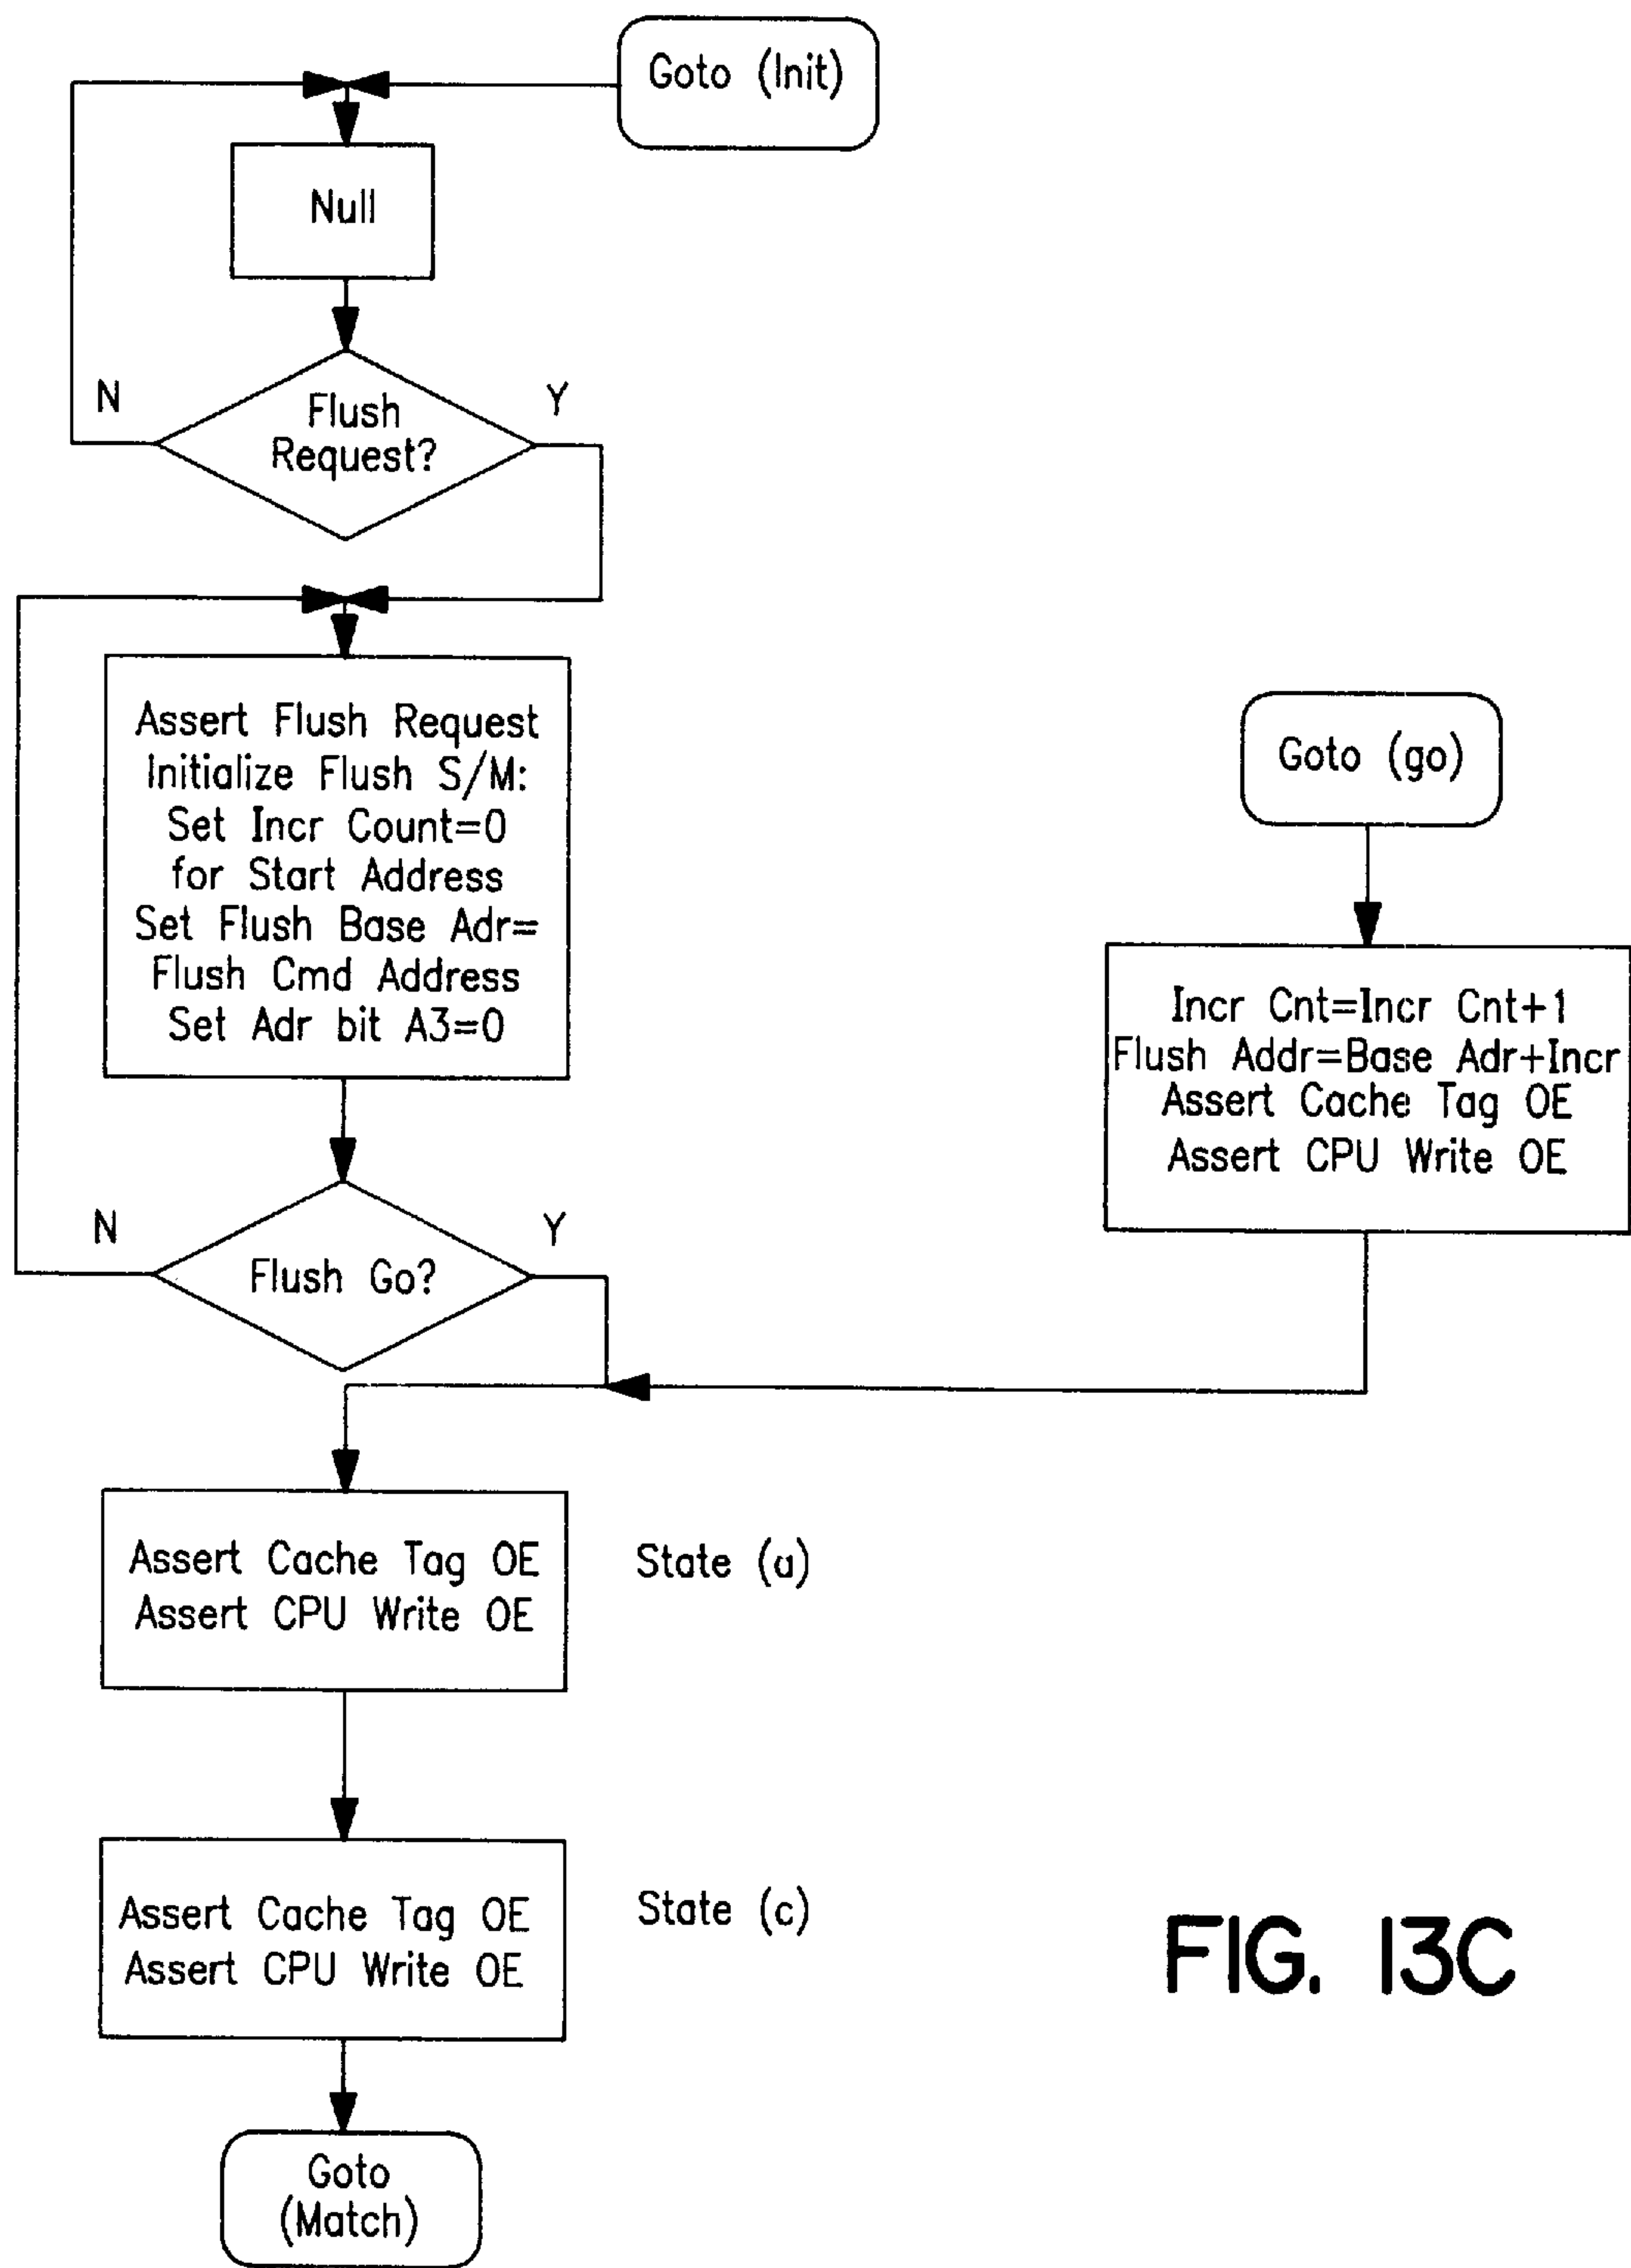 Goto (Init)
Null
N
Y
Flush
Request?
Assert Flush Request
Initialize Flush S/M:
Set Incr Count=0
for Start Address
Set Flush Base Adr=
Flush Cmd Address
Set Adr bit A3=0
Goto (go)
Incr Cnt=Incr Cnt+1
Flush Addr=Base Adr+Incr
Assert Cache Tag OE
Assert CPU Write OE
N
Y
Flush Go?
Assert Cache Tag OE
Assert CPU Write OE
State (a)
Assert Cache Tag OE
Assert CPU Write OE
State (c)
Goto
(Match)
FIG. 13C